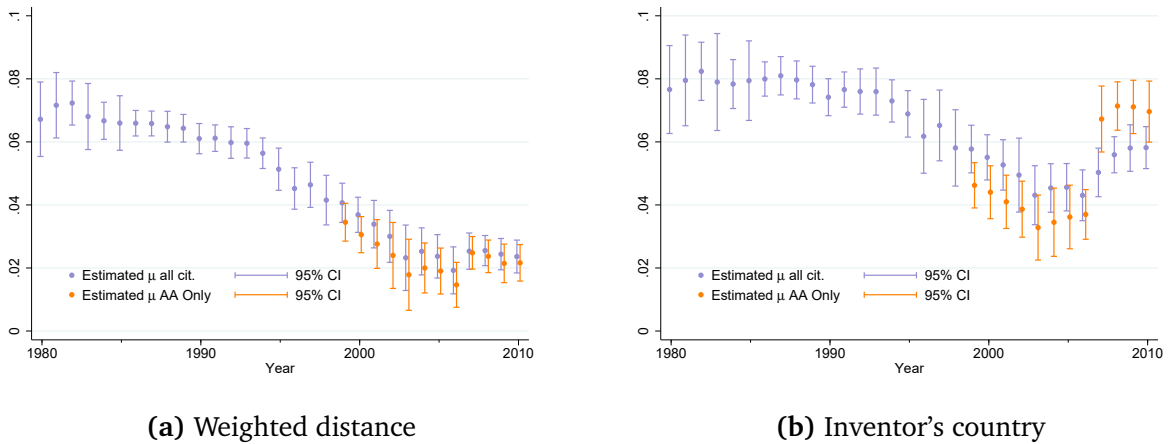 .1
.08
.06
.04
.02
0
Estimated μ all cit. 95% CI
Estimated μ AA Only 95% CI
1980 1990 2000 2010
Year
(a) Weighted distance
.1
.08
.06
.04
.02
0
Estimated μ all cit. 95% CI
Estimated μ AA Only 95% CI
1980 1990 2000 2010
Year
(b) Inventor's country